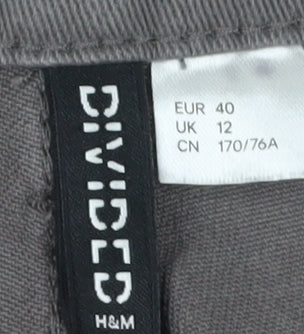 DIVIDED
H&M
EUR 40
UK 12
CN 170/76A